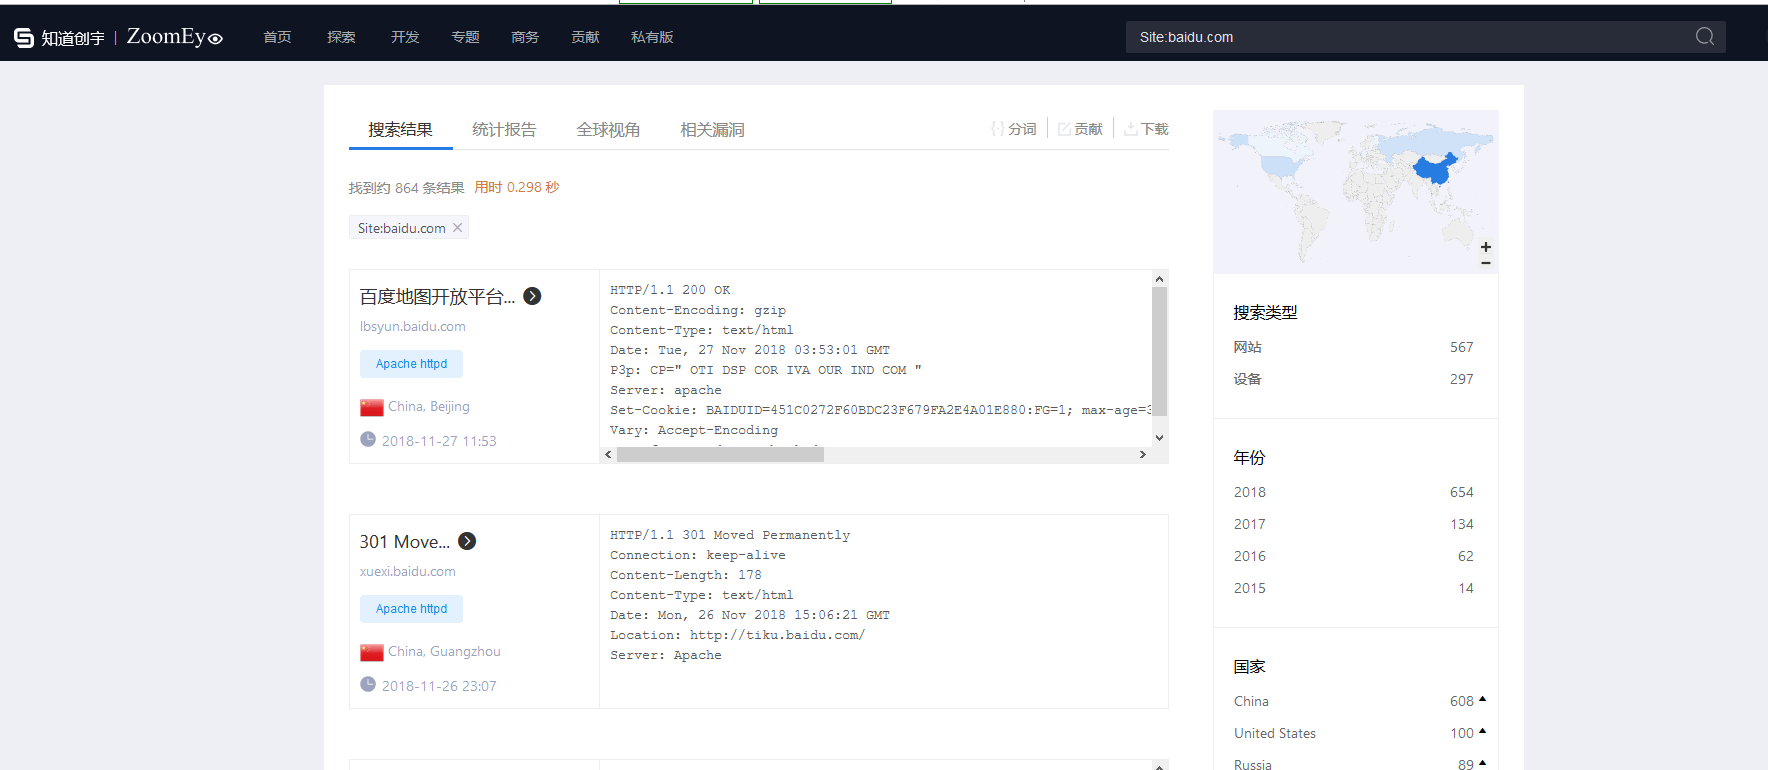 知道创宇 | ZoomEye 首页 探索 开发 专题 商务 贡献 私有版 Site:baidu.com
搜索结果 统计报告 全球视角 相关漏洞 分词 贡献 下载
找到约 864 条结果 用时 0.298 秒
Site:baidu.com
百度地图开放平台...
lbsyun.baidu.com
Apache httpd
China, Beijing
2018-11-27 11:53
HTTP/1.1 200 OK
Content-Encoding: gzip
Content-Type: text/html
Date: Tue, 27 Nov 2018 03:53:01 GMT
P3p: CP=" OTI DSP COR IVA OUR IND COM "
Server: apache
Set-Cookie: BAIDUID=451C0272F60BDC23F679FA2E4A01E880:FG=1; max-age=3
Vary: Accept-Encoding
301 Move...
xuexi.baidu.com
Apache httpd
China, Guangzhou
2018-11-26 23:07
HTTP/1.1 301 Moved Permanently
Connection: keep-alive
Content-Length: 178
Content-Type: text/html
Date: Mon, 26 Nov 2018 15:06:21 GMT
Location: http://tiku.baidu.com/
Server: Apache
搜索类型
网站 567
设备 297
年份
2018 654
2017 134
2016 62
2015 14
国家
China 608
United States 100
Russia 89